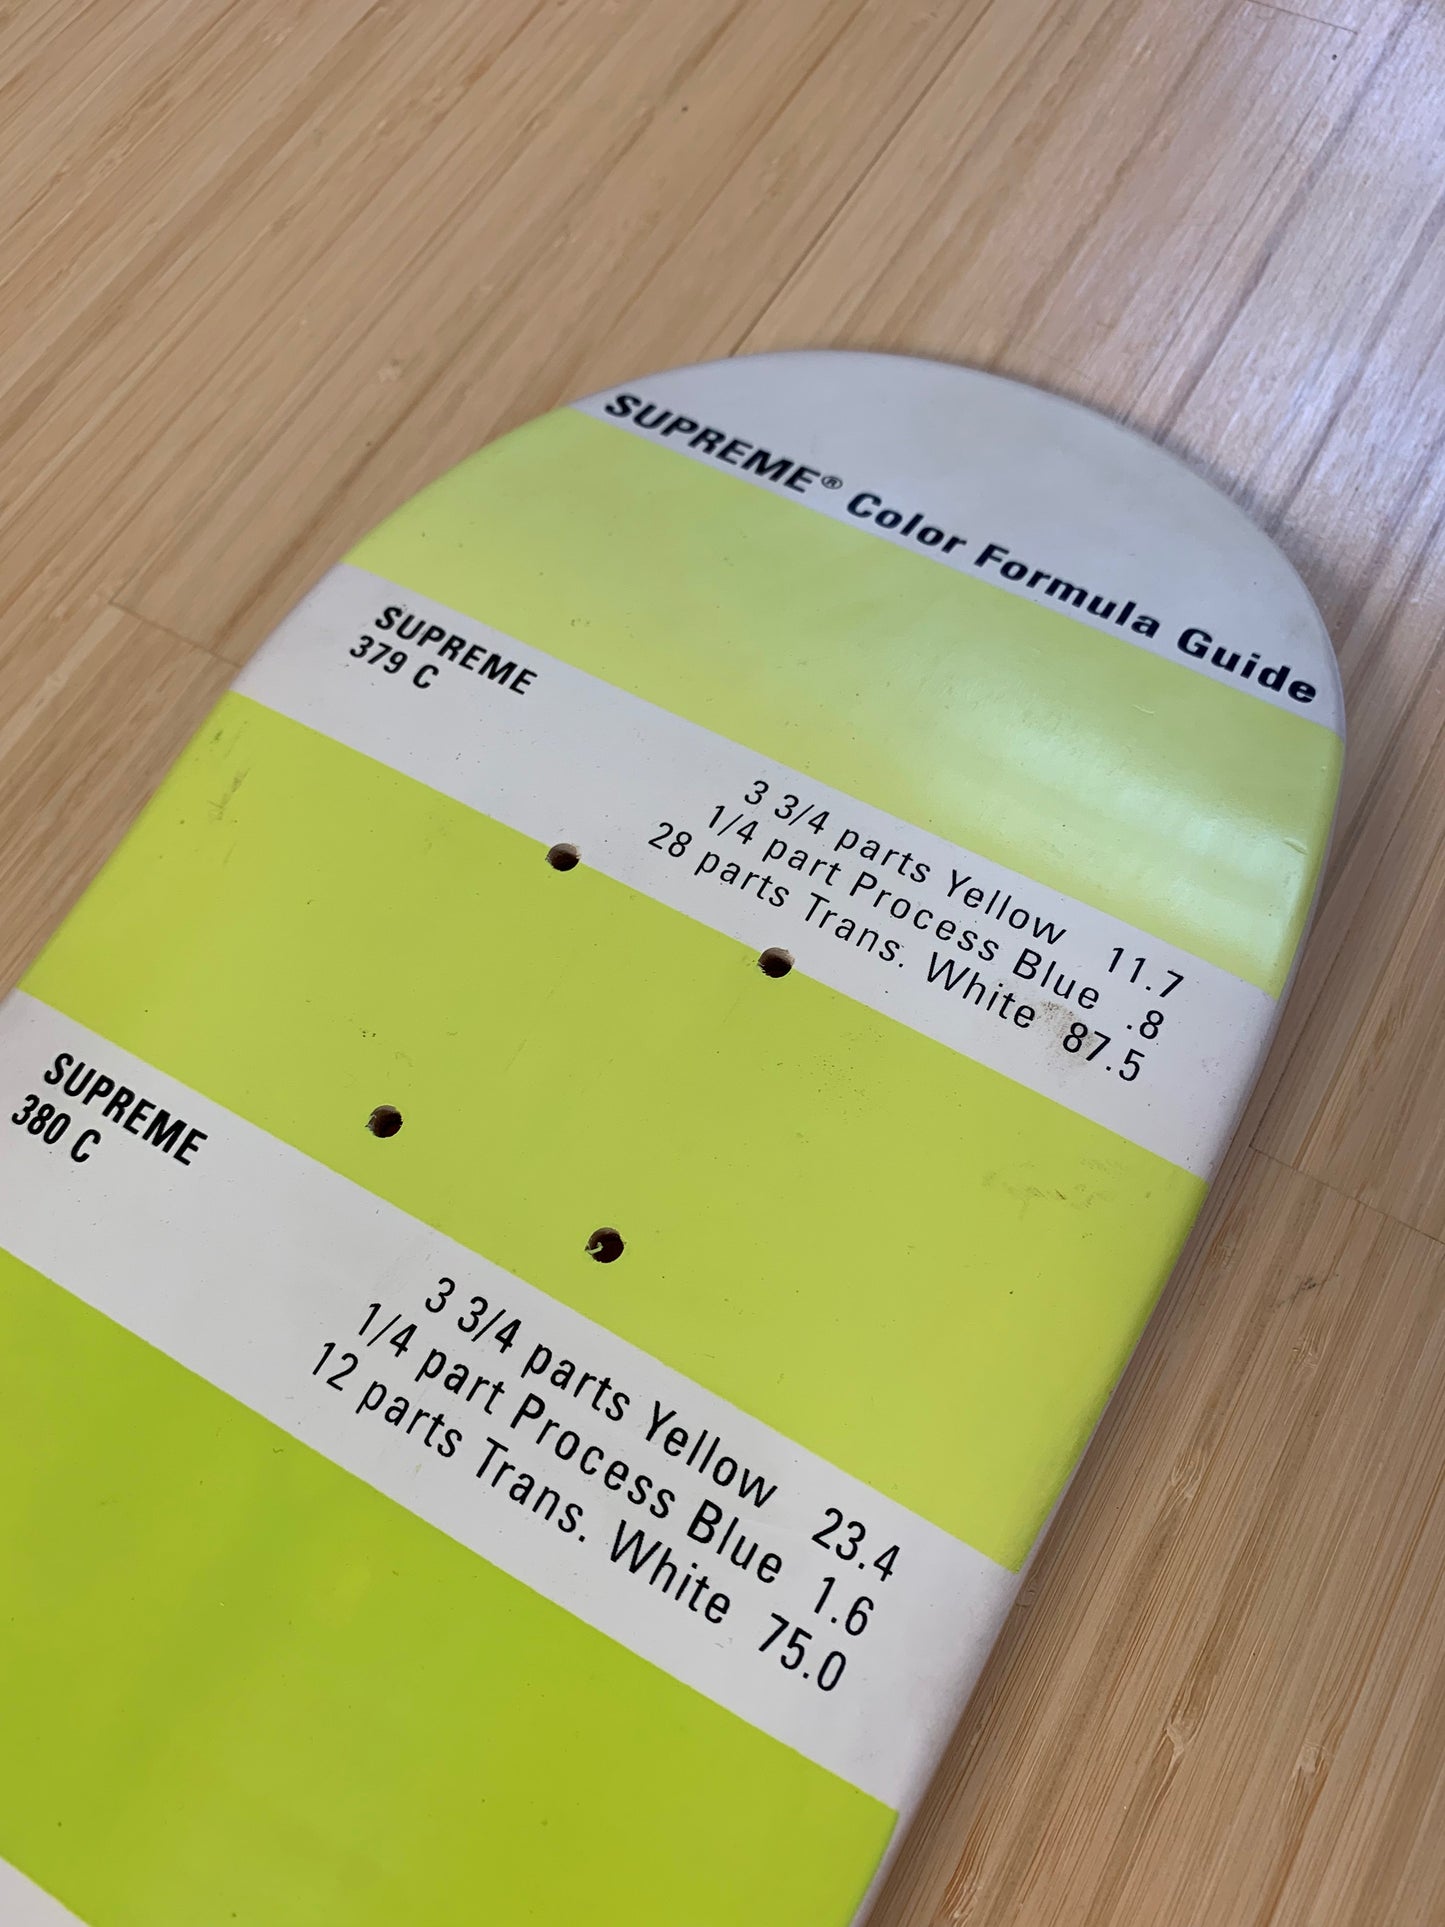 SUPREME® Color Formula Guide
SUPREME
379 C
3 3/4 parts Yellow 11.7
1/4 part Process Blue .8
28 parts Trans. White 87.5
SUPREME
380 C
3 3/4 parts Yellow 23.4
1/4 part Process Blue 1.6
12 parts Trans. White 75.0